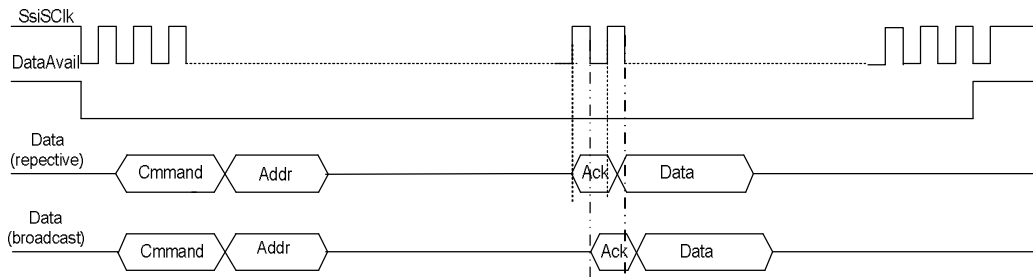 SsiSClk
DataAvail
Data
(repective)
Cmmand
Addr
Ack
Data
Data
(broadcast)
Cmmand
Addr
Ack
Data